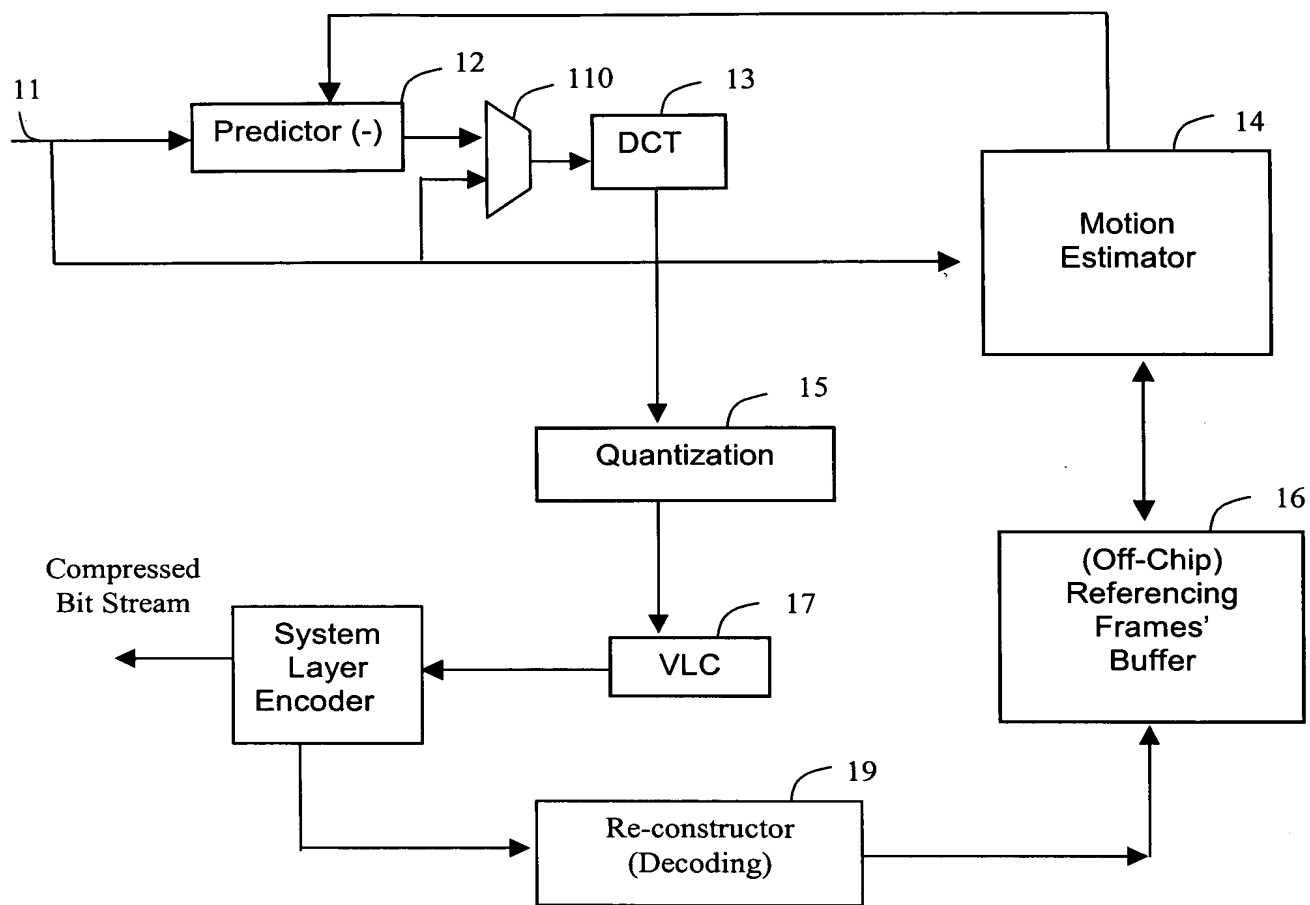 11
12
110
13
14
Predictor (-)
DCT
Motion
Estimator
15
Quantization
16
(Off-Chip)
Referencing
Frames'
Buffer
Compressed
Bit Stream
System
Layer
Encoder
17
VLC
19
Re-constructor
(Decoding)